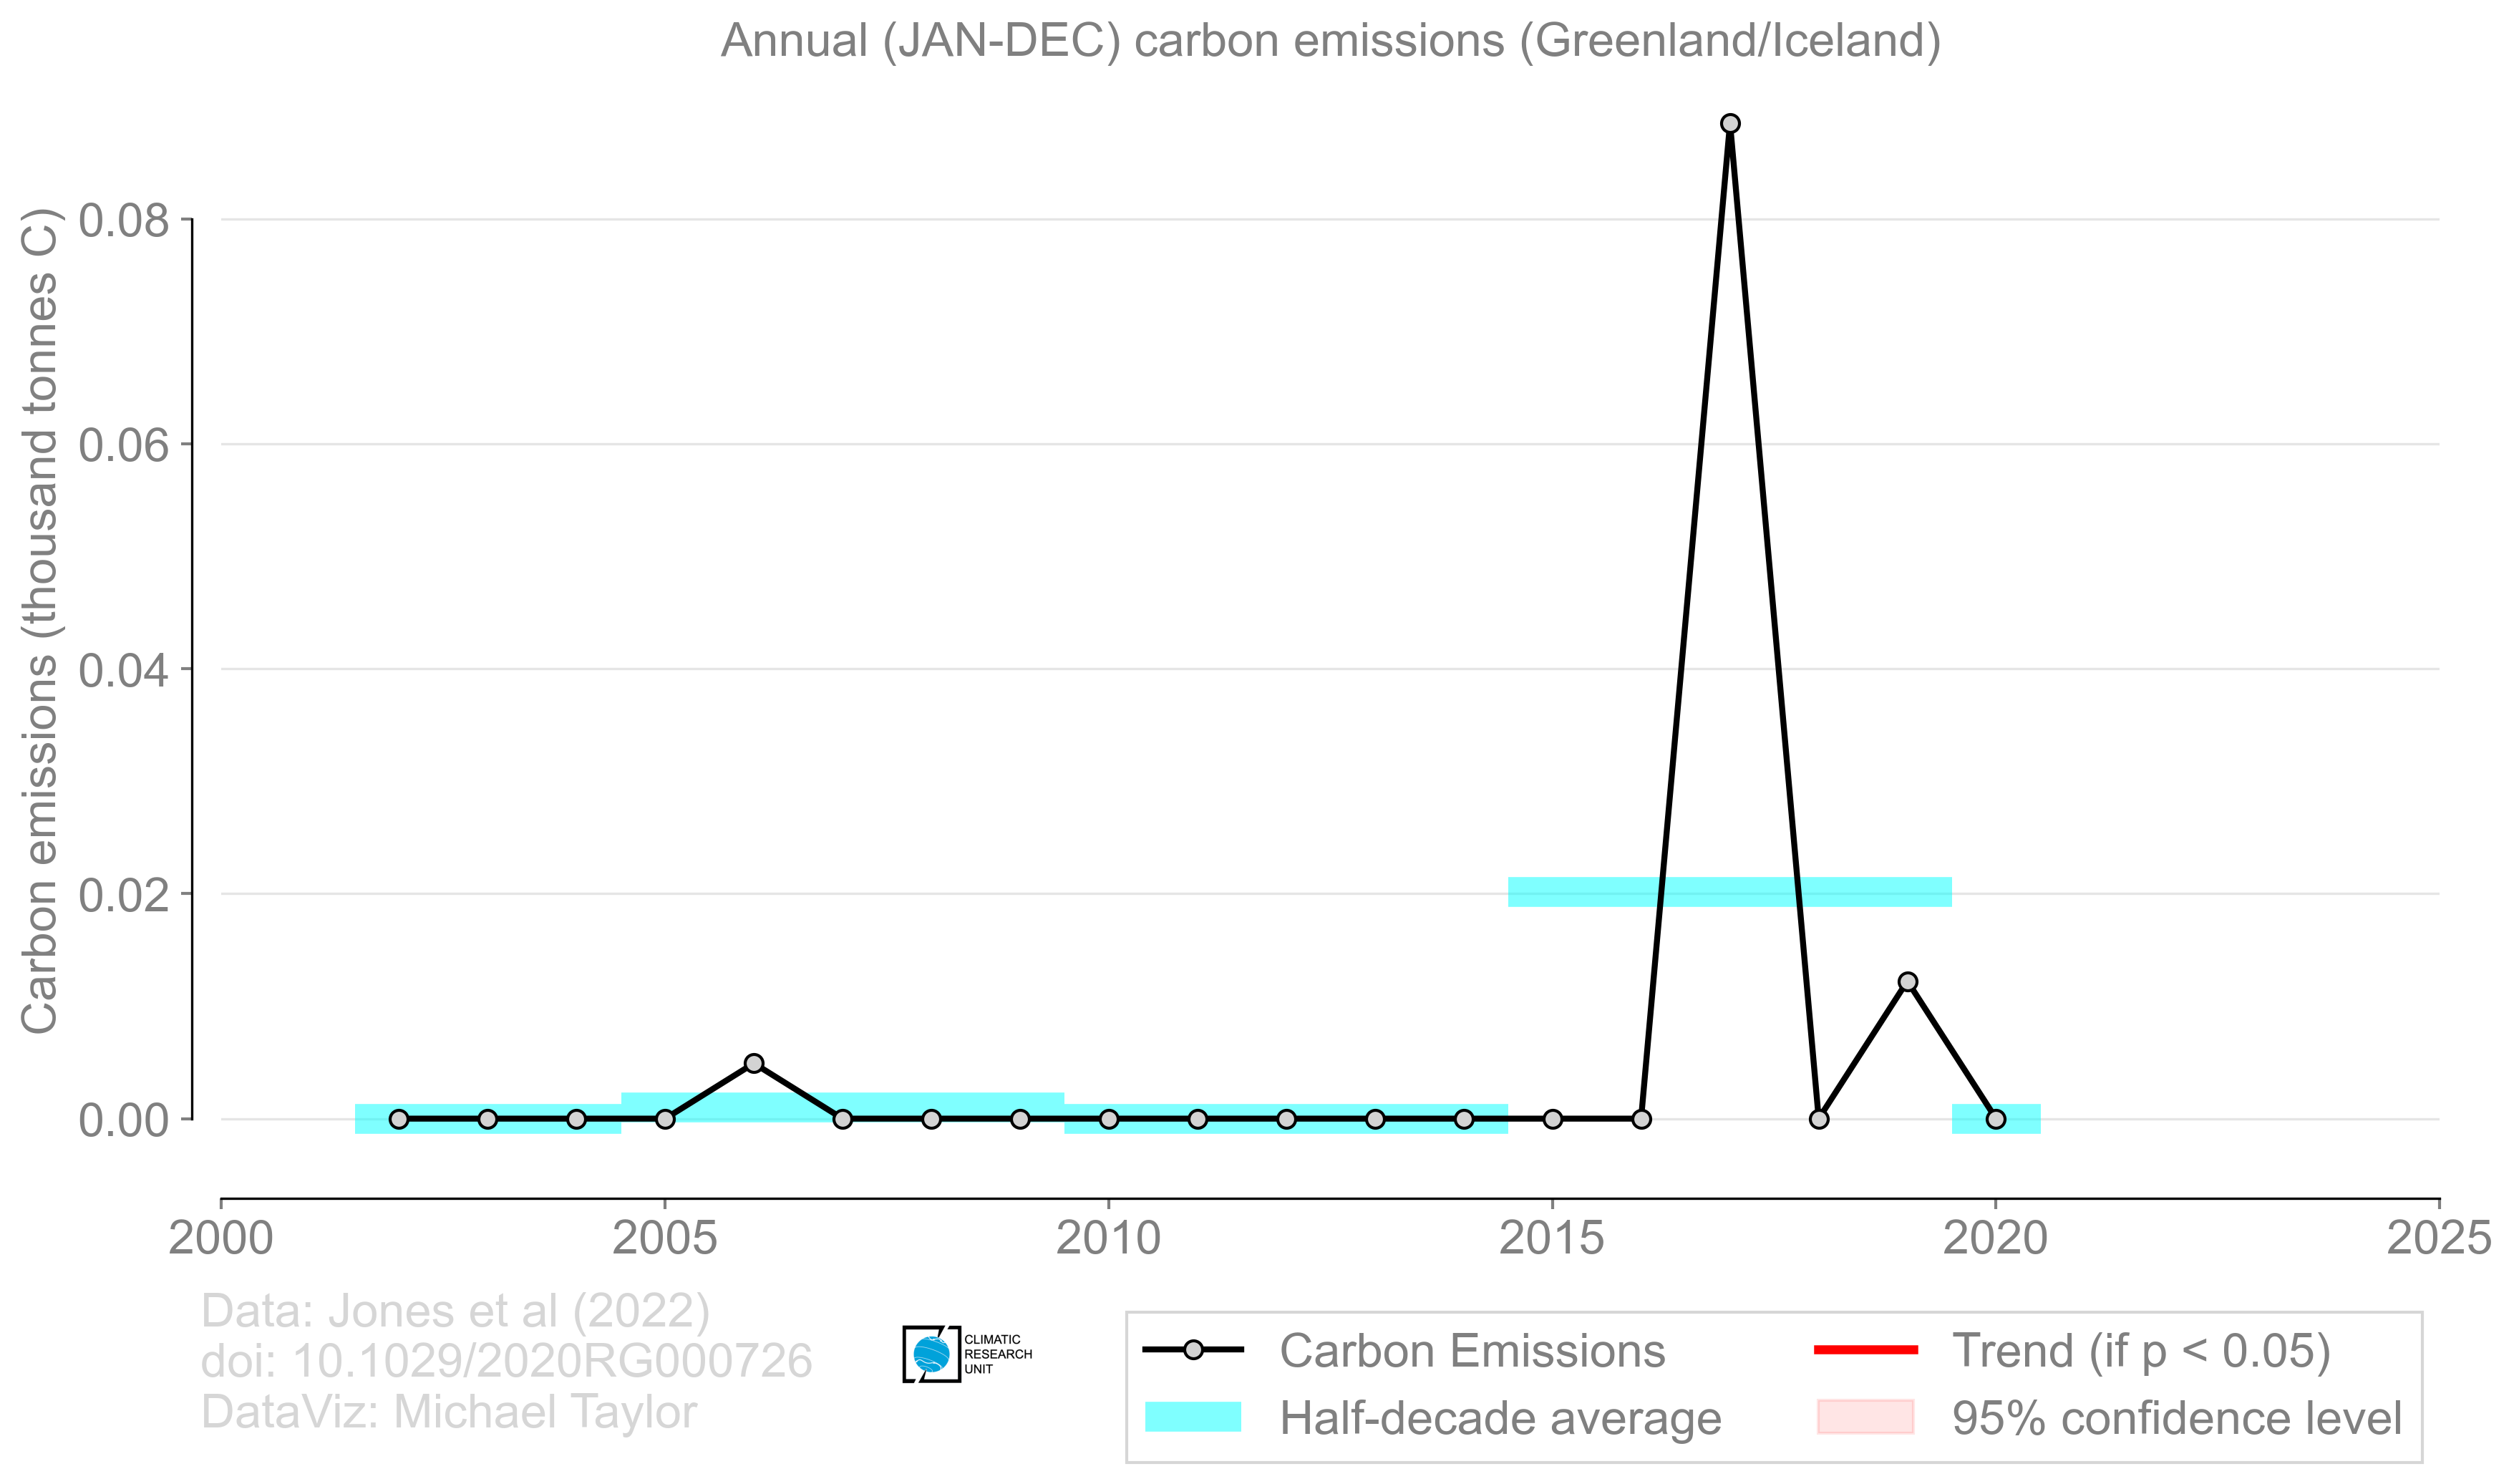 Annual (JAN-DEC) carbon emissions (Greenland/Iceland)
Carbon emissions (thousand tonnes C)
0.08
0.06
0.04
0.02
0.00
2000 2005 2010 2015 2020 2025
Data: Jones et al (2022)
doi: 10.1029/2020RG000726
DataViz: Michael Taylor
CLIMATIC
RESEARCH
UNIT
Carbon Emissions
Half-decade average
Trend (if p < 0.05)
95% confidence level